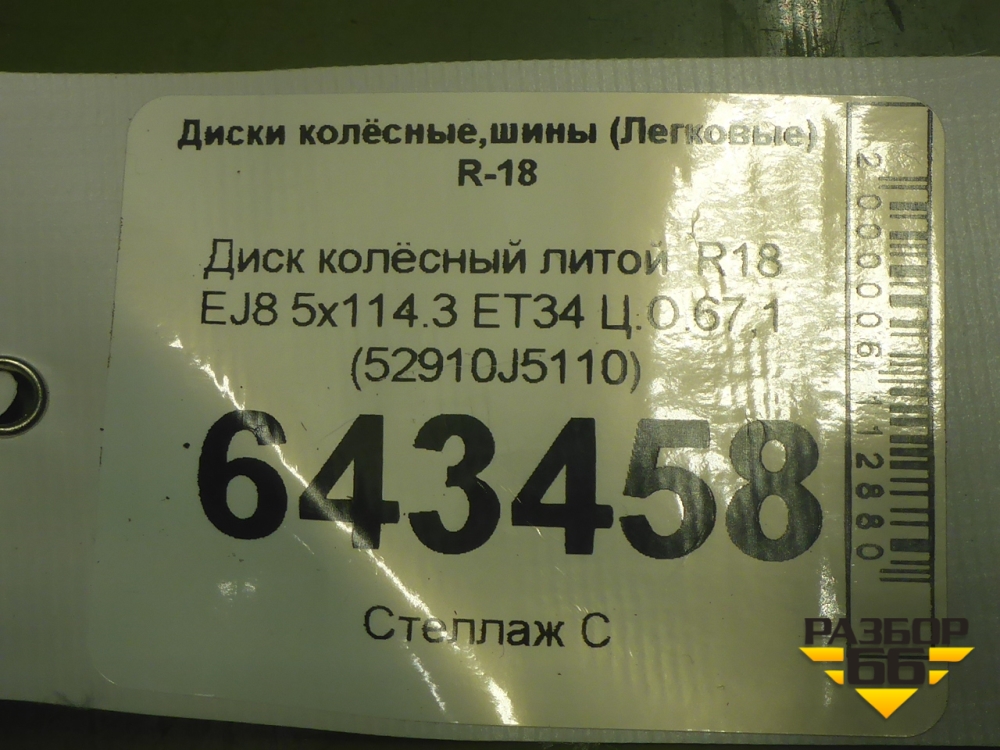 Диски колёсные,шины (Легковые)
R-18
Диск колёсный литой R18
EJ8 5x114.3 ET34 Ц.О.67,1
(52910J5110)
643458
Стеллаж С
2000006112880
РАЗБОР
66